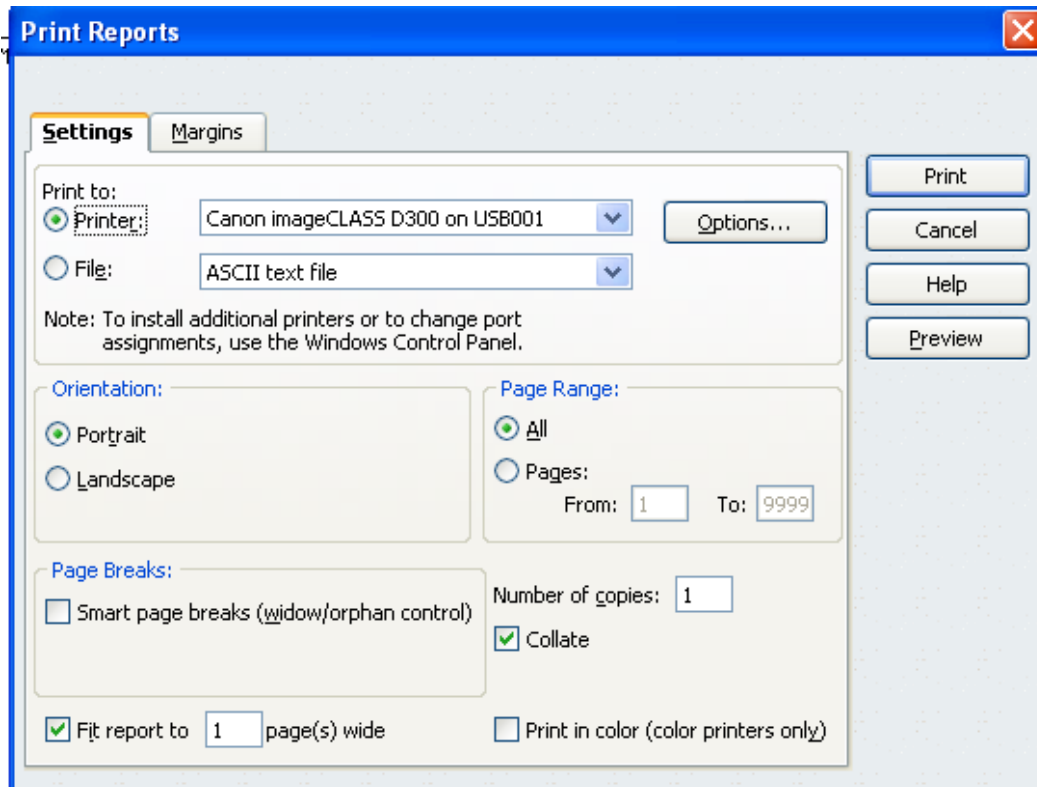 Print Reports
Settings Margins
Print to:
Printer: Canon imageCLASS D300 on USB001 Options...
File: ASCII text file
Note: To install additional printers or to change port
assignments, use the Windows Control Panel.
Orientation:
Portrait
Landscape
Page Range:
All
Pages:
From: 1 To: 9999
Page Breaks:
Smart page breaks (widow/orphan control)
Number of copies: 1
Collate
Fit report to 1 page(s) wide
Print in color (color printers only)
Print
Cancel
Help
Preview